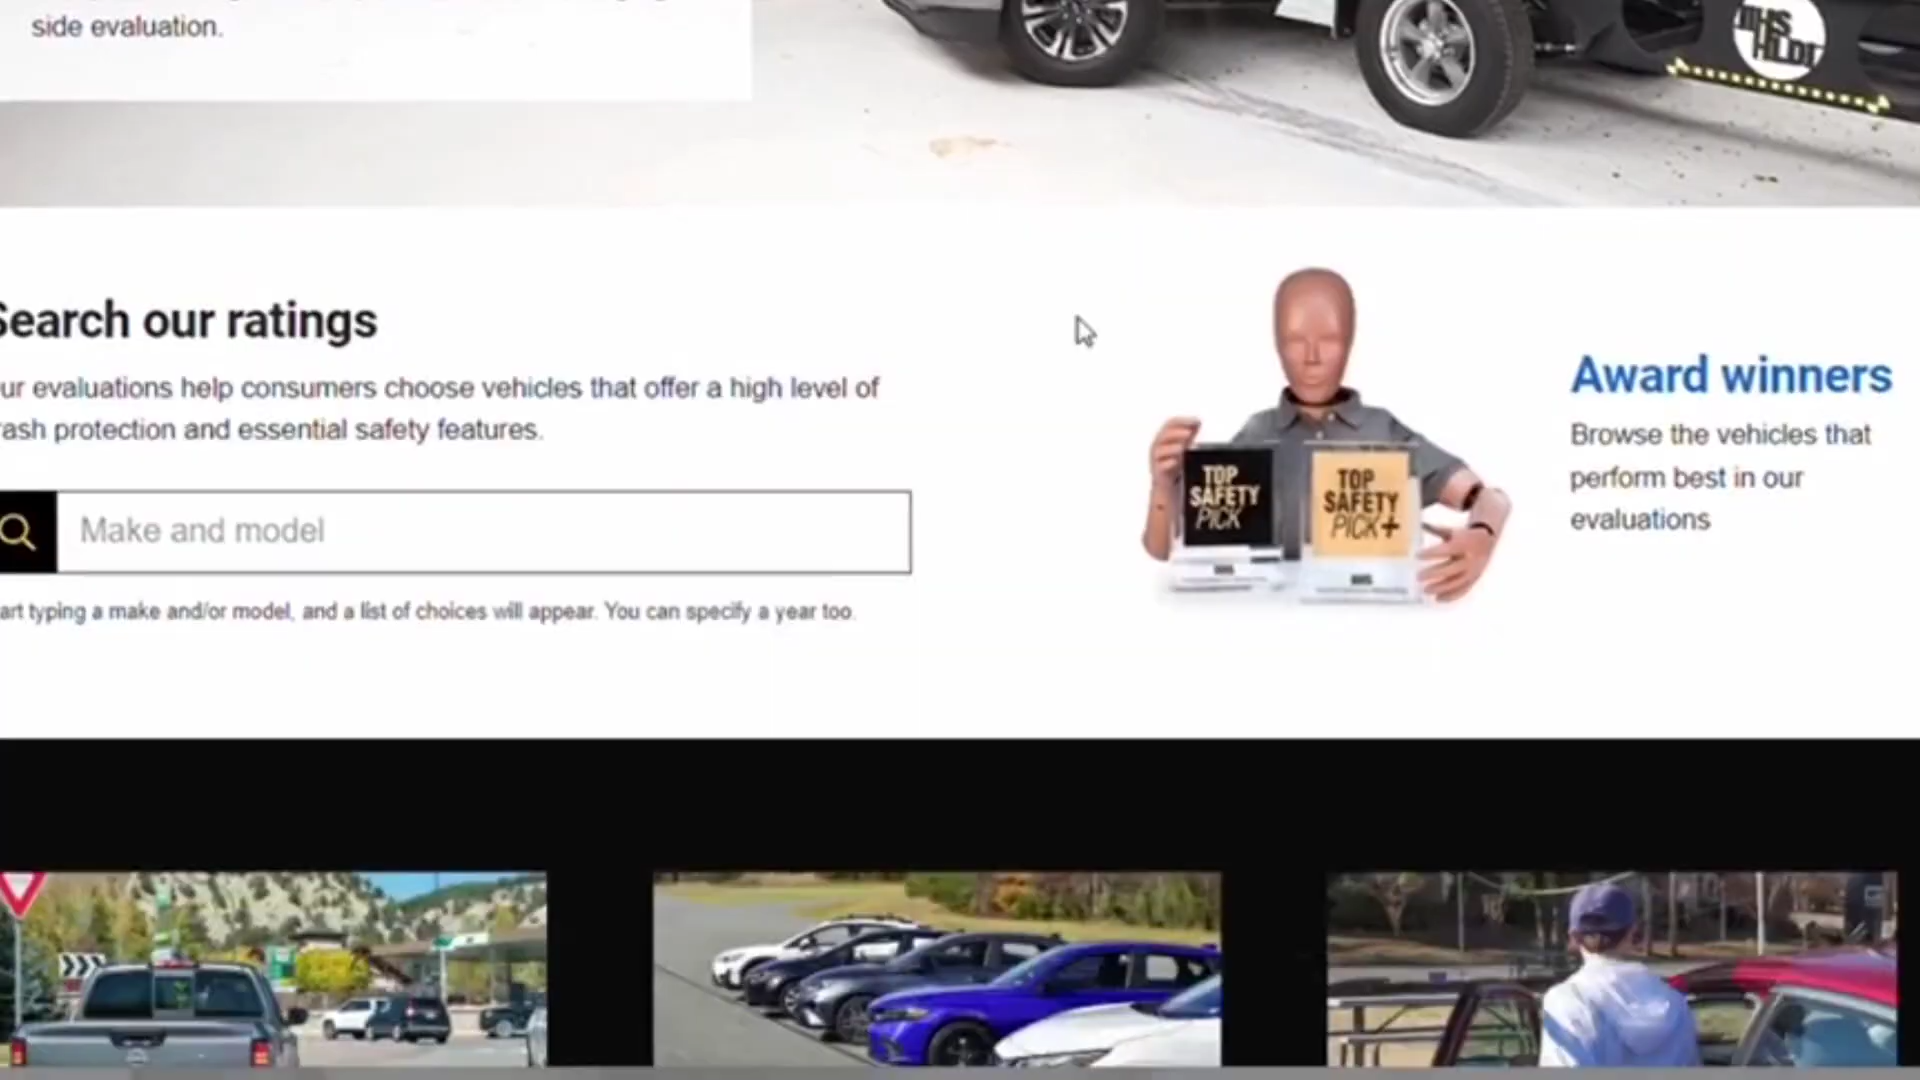 side evaluation.
IIHS
HLDI
Search our ratings
ur evaluations help consumers choose vehicles that offer a high level of
rash protection and essential safety features.
Make and model
art typing a make and/or model, and a list of choices will appear. You can specify a year too.
TOP
SAFETY
PICK
TOP
SAFETY
PICK+
IIHS
Award winners
Browse the vehicles that
perform best in our
evaluations